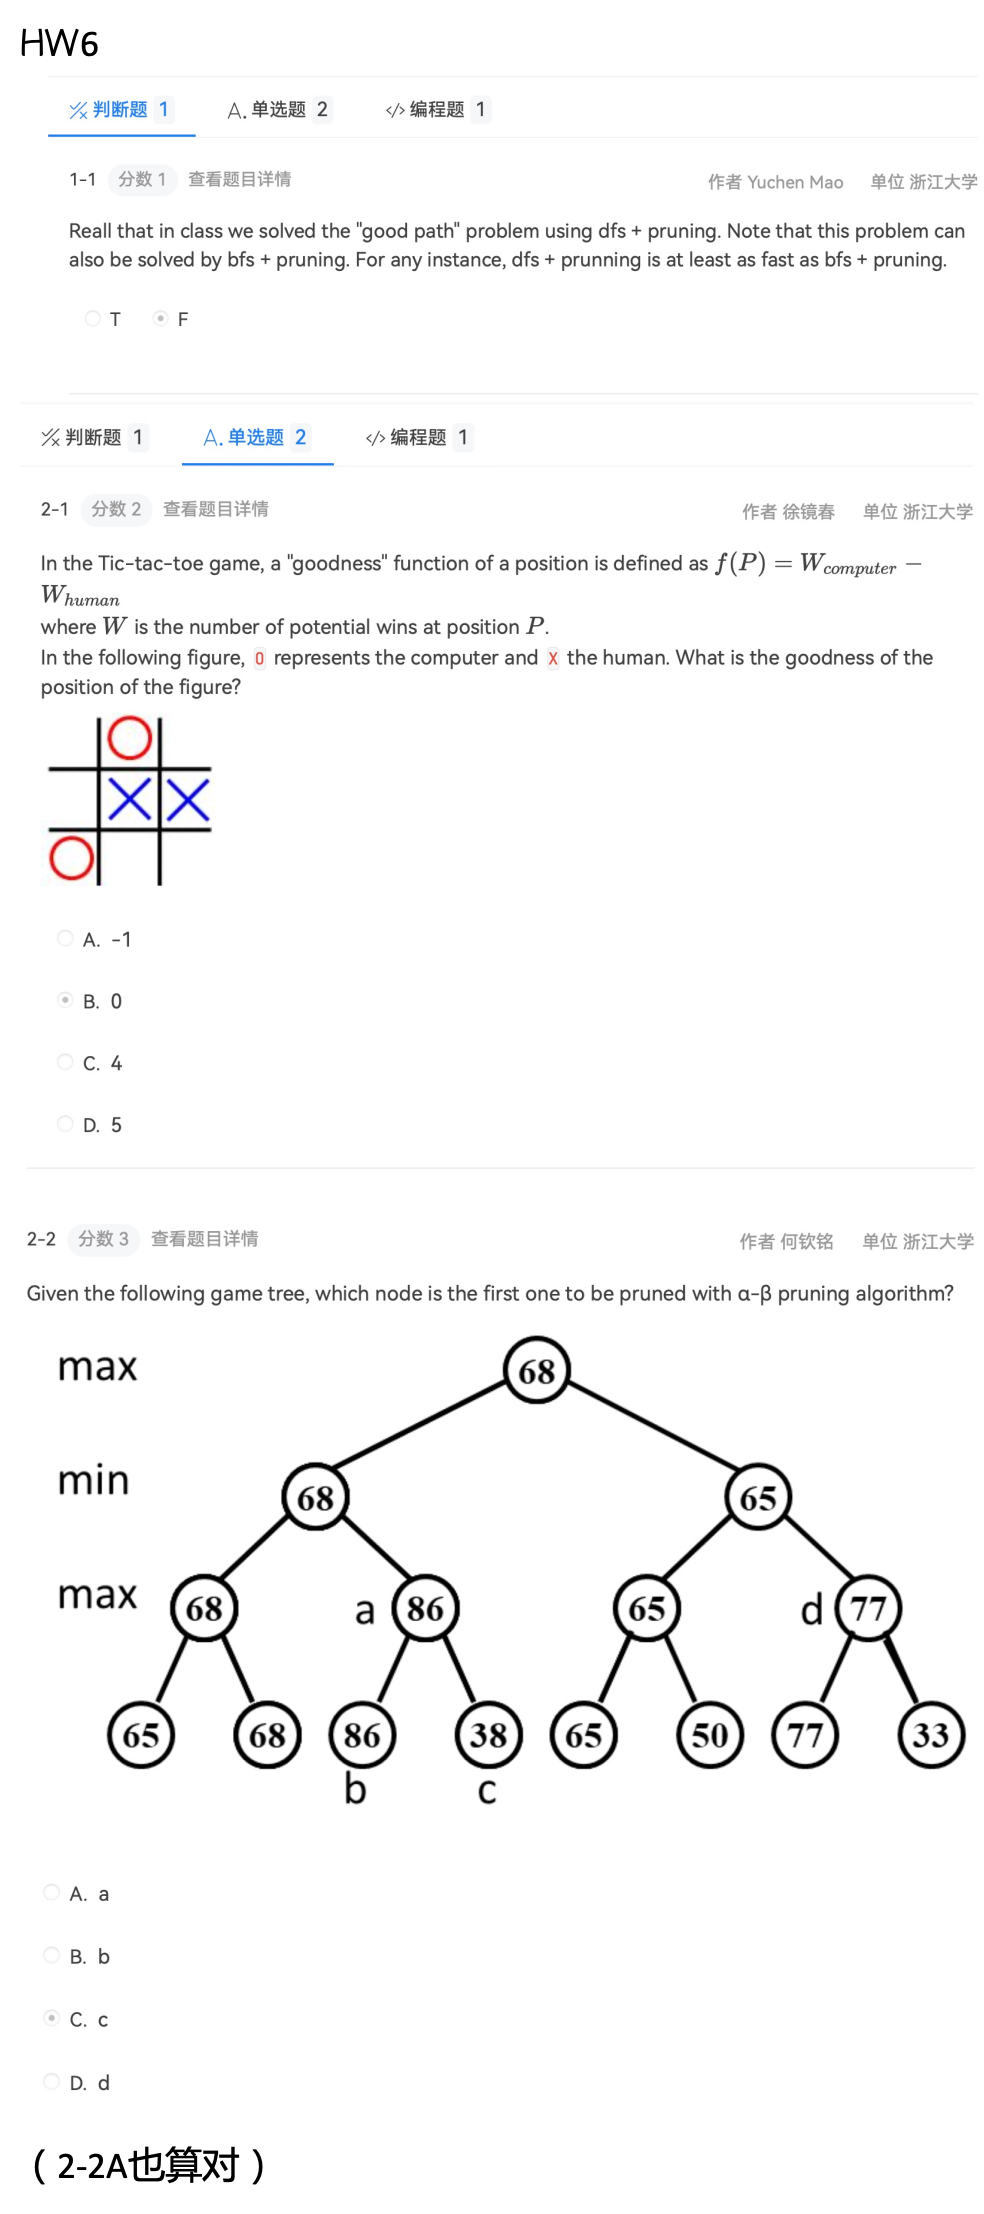 HW6
判断题 1 A. 单选题 2 </> 编程题 1
1-1 分数 1 查看题目详情 作者 Yuchen Mao 单位 浙江大学
Reall that in class we solved the "good path" problem using dfs + pruning. Note that this problem can
also be solved by bfs + pruning. For any instance, dfs + prunning is at least as fast as bfs + pruning.
T F
判断题 1 A. 单选题 2 </> 编程题 1
2-1 分数 2 查看题目详情 作者 徐镜春 单位 浙江大学
In the Tic-tac-toe game, a "goodness" function of a position is defined as f(P) = Wcomputer −
Whuman
where W is the number of potential wins at position P.
In the following figure, O represents the computer and X the human. What is the goodness of the
position of the figure?
A. -1
B. 0
C. 4
D. 5
2-2 分数 3 查看题目详情 作者 何钦铭 单位 浙江大学
Given the following game tree, which node is the first one to be pruned with α-β pruning algorithm?
max 68
min 68 65
max 68 a 86 65 d 77
65 68 86 38 65 50 77 33
b c
A. a
B. b
C. c
D. d
（2-2A也算对）